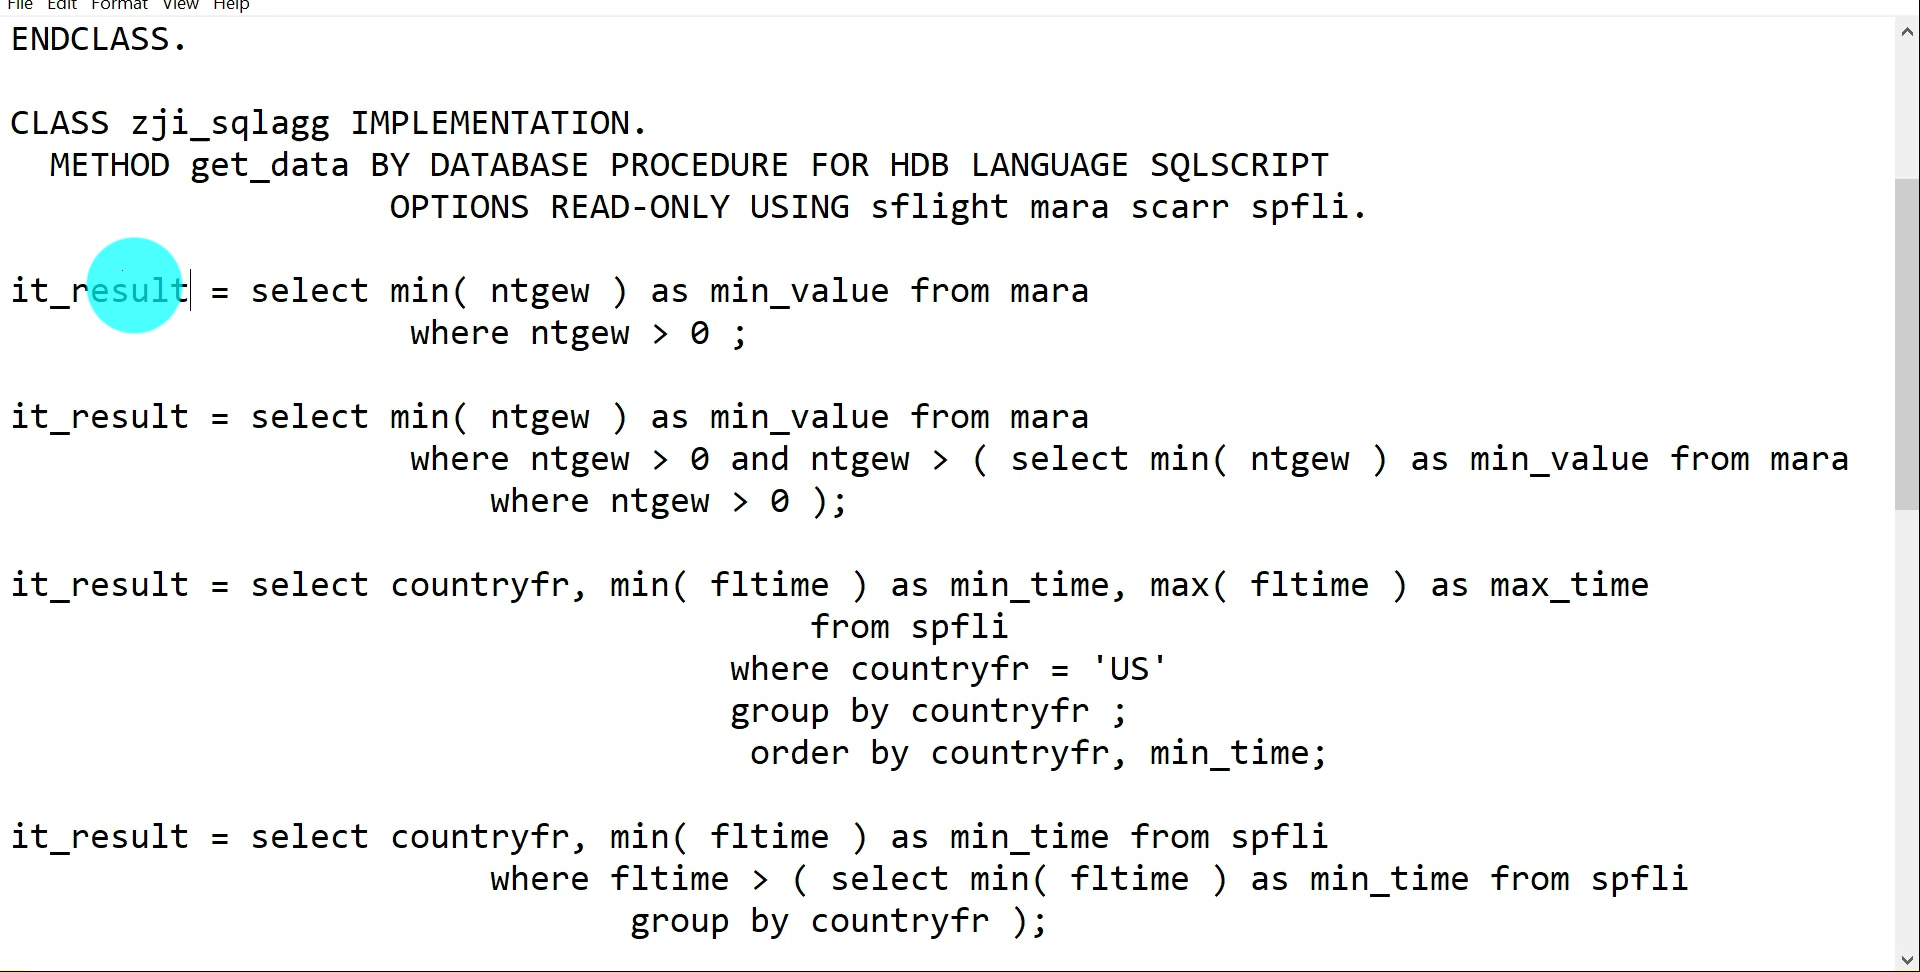 File Edit Format View Help
ENDCLASS.
CLASS zji_sqlagg IMPLEMENTATION.
METHOD get_data BY DATABASE PROCEDURE FOR HDB LANGUAGE SQLSCRIPT
OPTIONS READ-ONLY USING sflight mara scarr spfli.
it_result = select min( ntgew ) as min_value from mara
where ntgew > 0 ;
it_result = select min( ntgew ) as min_value from mara
where ntgew > 0 and ntgew > ( select min( ntgew ) as min_value from mara
where ntgew > 0 );
it_result = select countryfr, min( fltime ) as min_time, max( fltime ) as max_time
from spfli
where countryfr = 'US'
group by countryfr ;
order by countryfr, min_time;
it_result = select countryfr, min( fltime ) as min_time from spfli
where fltime > ( select min( fltime ) as min_time from spfli
group by countryfr );